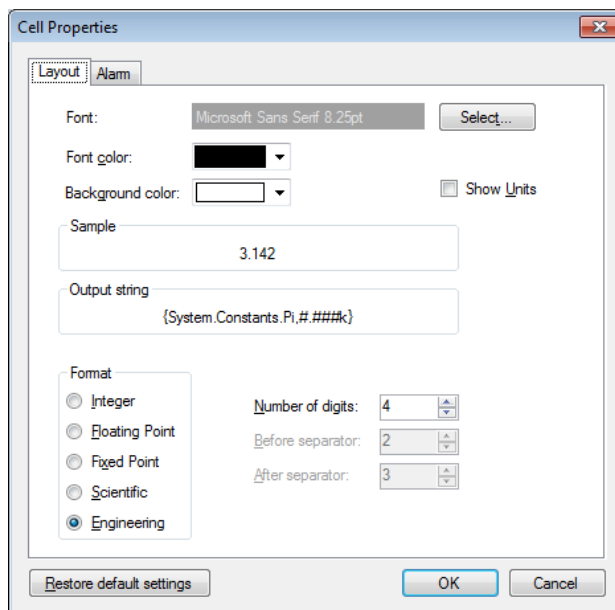 Cell Properties
Layout Alarm
Font: Microsoft Sans Serif 8.25pt Select...
Font color:
Background color: Show Units
Sample
3.142
Output string
{System.Constants.Pi,#.###k}
Format
Integer Number of digits: 4
Floating Point Before separator: 2
Fixed Point After separator: 3
Scientific
Engineering
Restore default settings OK Cancel